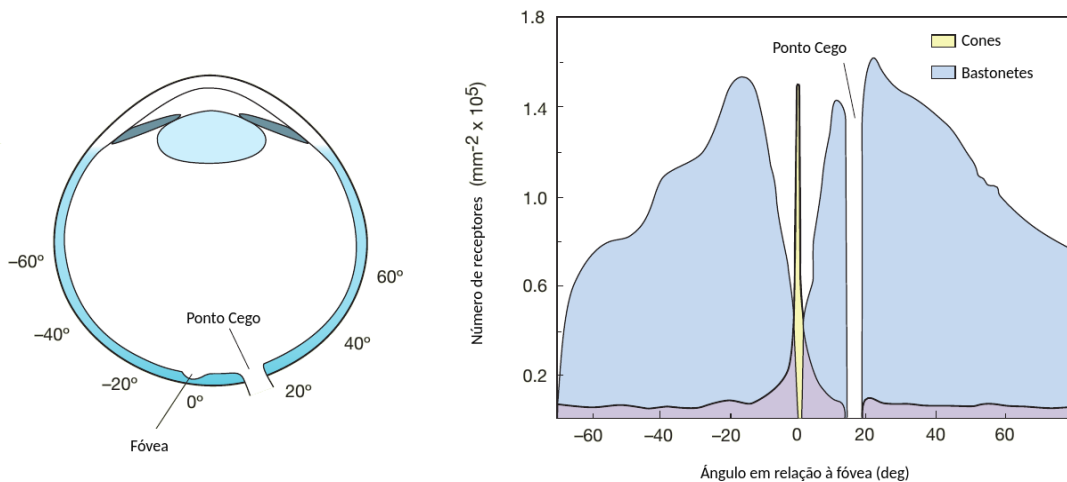 –60º
–40º
–20º
0º
20º
40º
60º
Ponto Cego
Fóvea
Número de receptores (mm-2 x 10⁵)
1.8
1.4
1.0
0.6
0.2
Ponto Cego
Cones
Bastonetes
–60
–40
–20
0
20
40
60
Ángulo em relação à fóvea (deg)